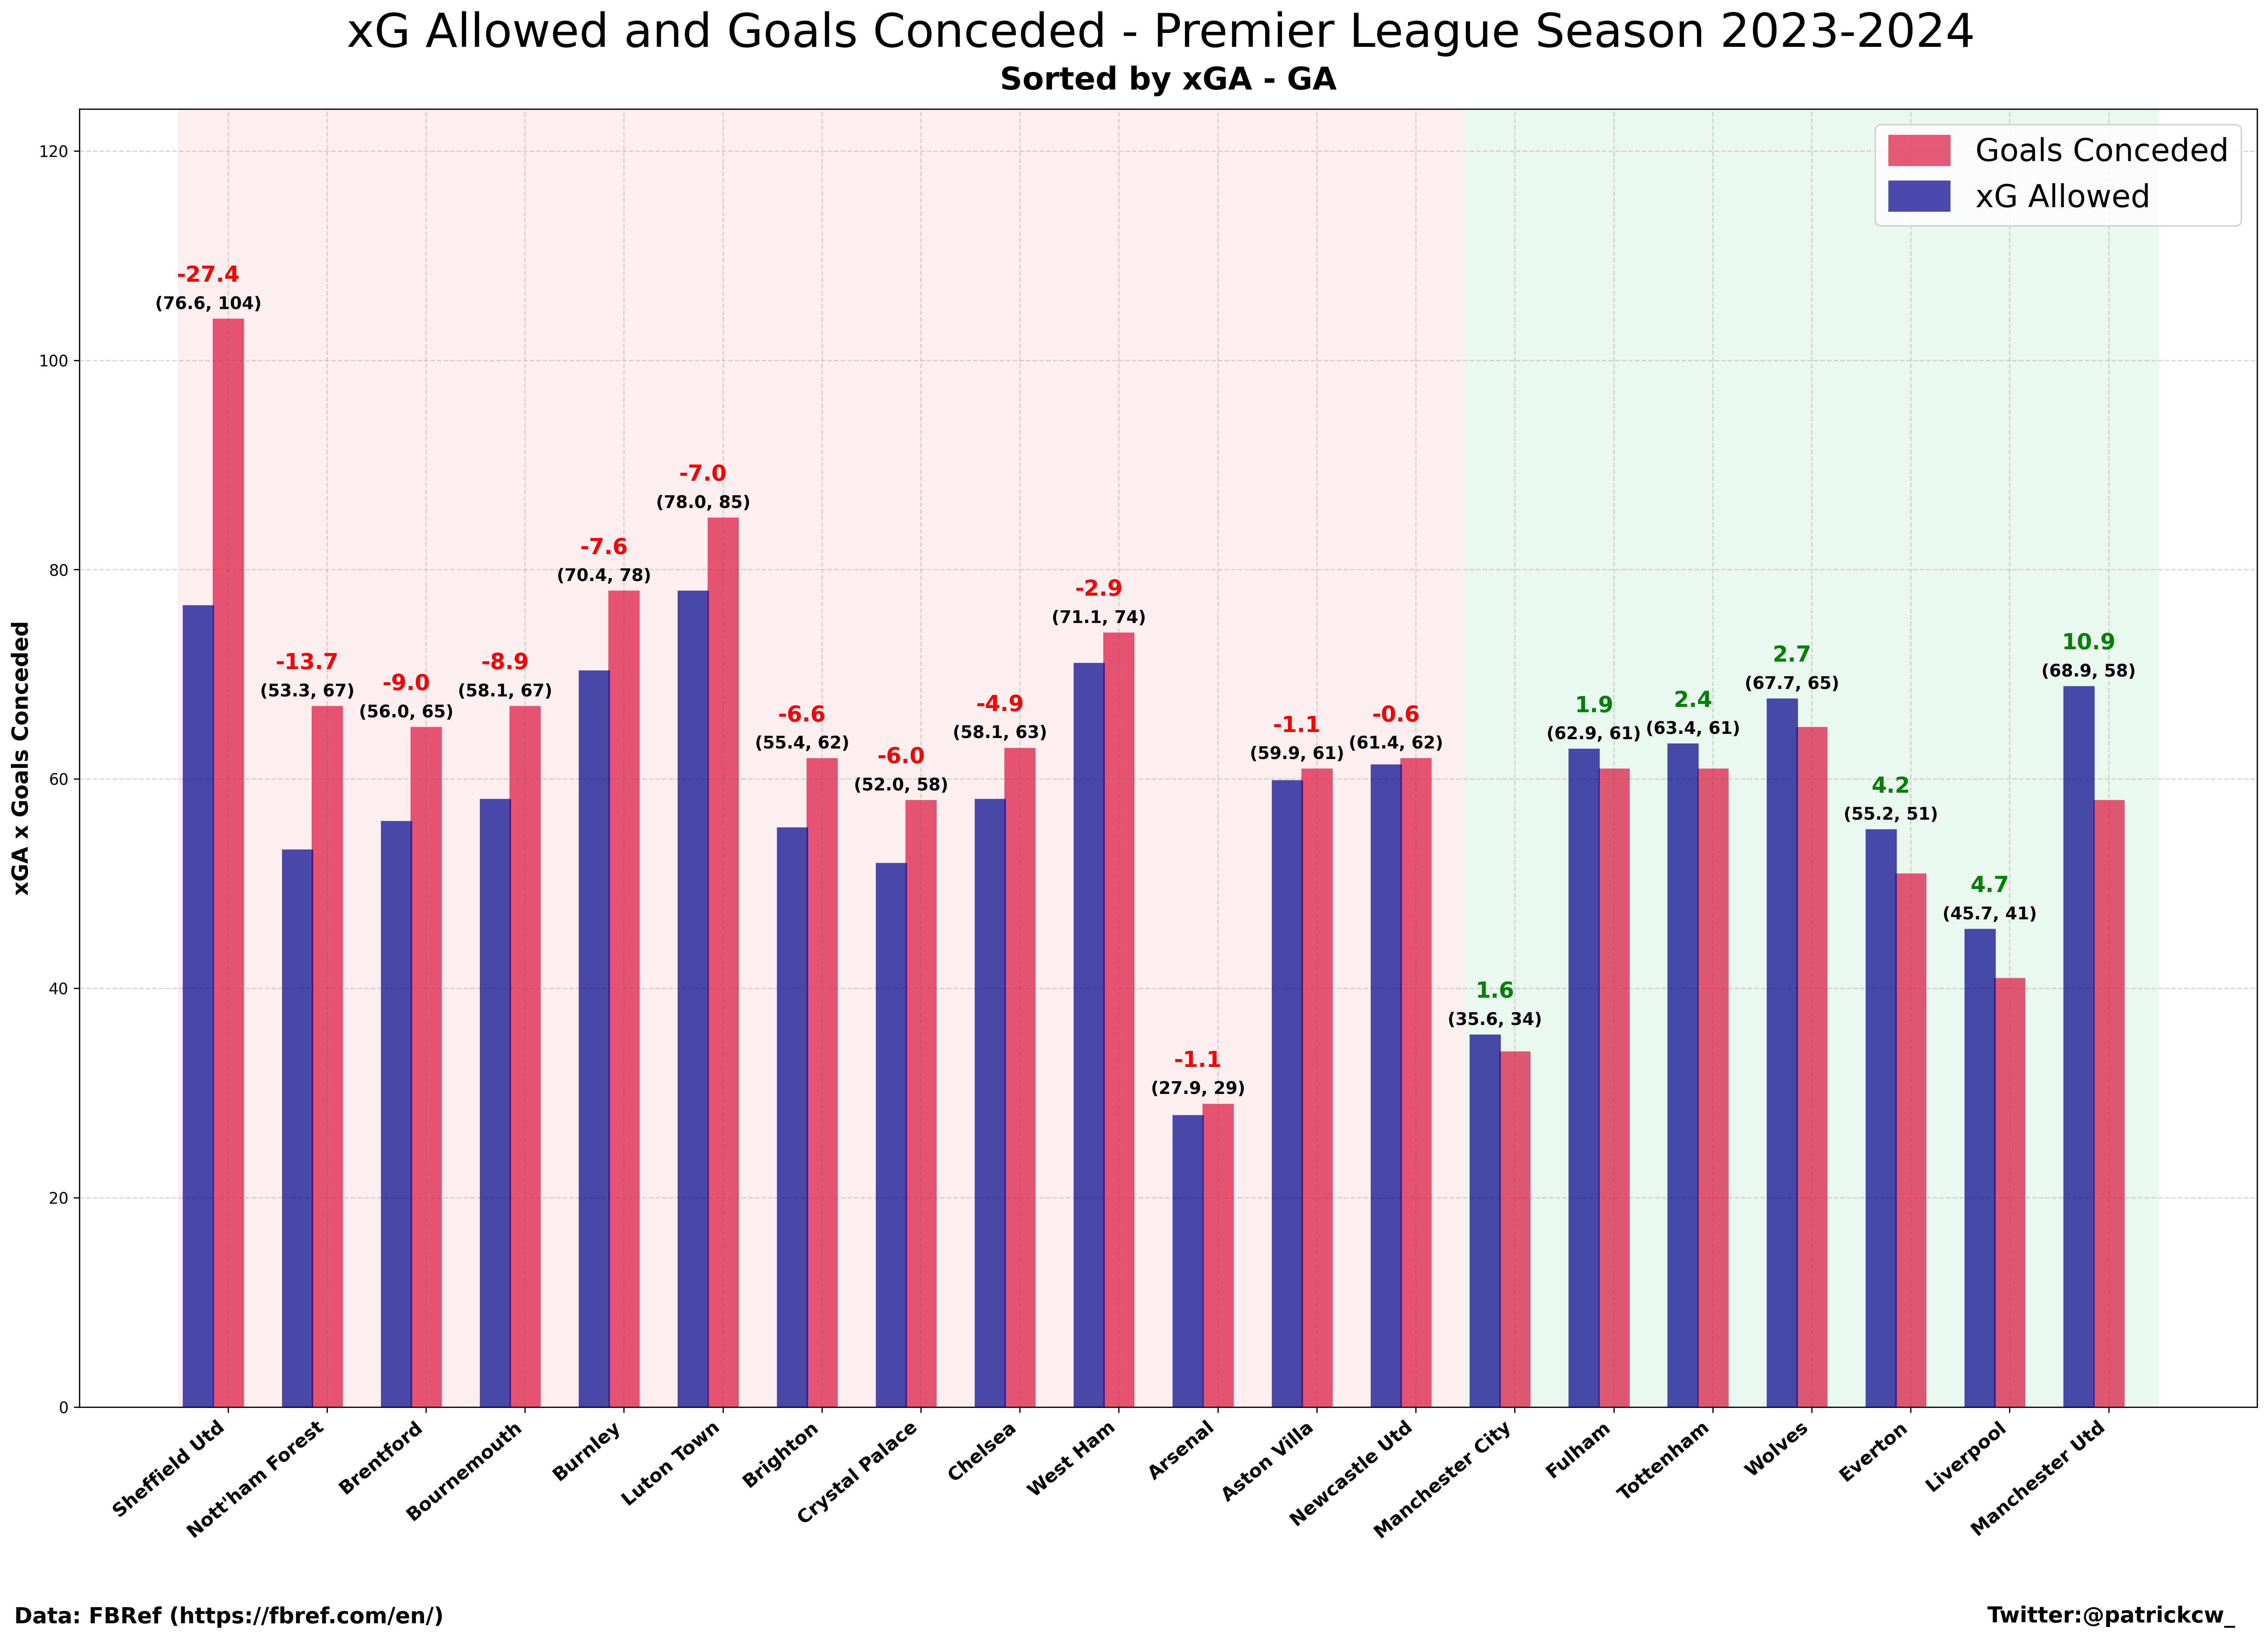 xG Allowed and Goals Conceded - Premier League Season 2023-2024
Sorted by xGA - GA
Goals Conceded
xG Allowed
xGA x Goals Conceded
120
100
80
60
40
20
0
-27.4
(76.6, 104)
-13.7
(53.3, 67)
-9.0
(56.0, 65)
-8.9
(58.1, 67)
-7.6
(70.4, 78)
-7.0
(78.0, 85)
-6.6
(55.4, 62)
-6.0
(52.0, 58)
-4.9
(58.1, 63)
-2.9
(71.1, 74)
-1.1
(27.9, 29)
-1.1
(59.9, 61)
-0.6
(61.4, 62)
1.6
(35.6, 34)
1.9
(62.9, 61)
2.4
(63.4, 61)
2.7
(67.7, 65)
4.2
(55.2, 51)
4.7
(45.7, 41)
10.9
(68.9, 58)
Sheffield Utd
Nott'ham Forest
Brentford
Bournemouth
Burnley
Luton Town
Brighton
Crystal Palace
Chelsea
West Ham
Arsenal
Aston Villa
Newcastle Utd
Manchester City
Fulham
Tottenham
Wolves
Everton
Liverpool
Manchester Utd
Data: FBRef (https://fbref.com/en/)
Twitter:@patrickcw_